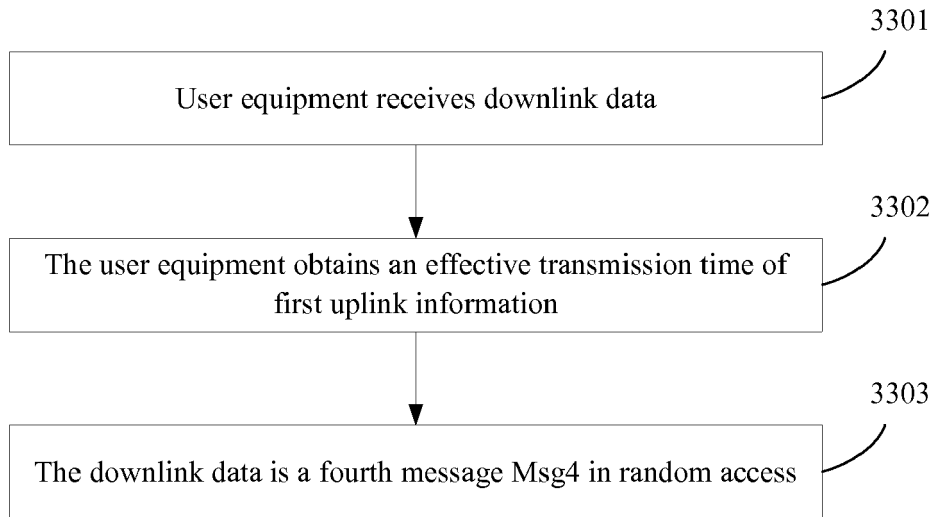 3301
User equipment receives downlink data
3302
The user equipment obtains an effective transmission time of
first uplink information
3303
The downlink data is a fourth message Msg4 in random access